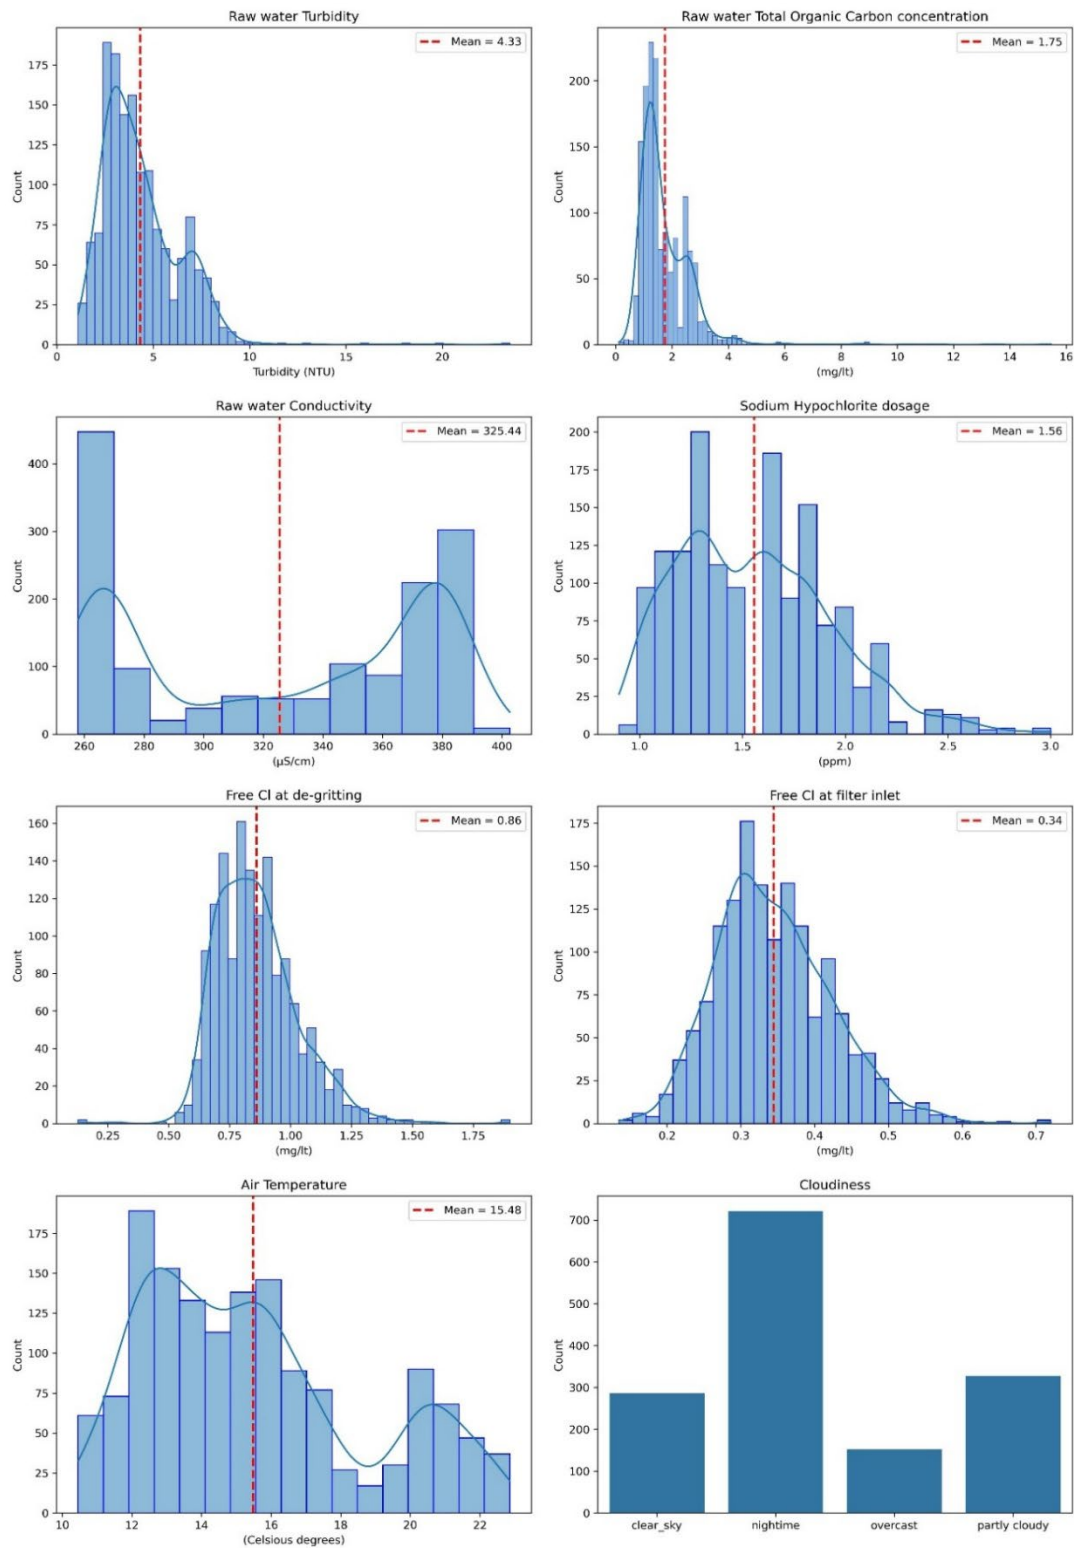 Raw water Turbidity
Mean = 4.33
175
150
125
100
75
50
25
0
Count
0 5 10 15 20
Turbidity (NTU)
Raw water Total Organic Carbon concentration
Mean = 1.75
200
150
100
50
0
Count
0 2 4 6 8 10 12 14 16
(mg/lt)
Raw water Conductivity
Mean = 325.44
400
300
200
100
0
Count
260 280 300 320 340 360 380 400
(μS/cm)
Sodium Hypochlorite dosage
Mean = 1.56
200
175
150
125
100
75
50
25
0
Count
1.0 1.5 2.0 2.5 3.0
(ppm)
Free Cl at de-gritting
Mean = 0.86
160
140
120
100
80
60
40
20
0
Count
0.25 0.50 0.75 1.00 1.25 1.50 1.75
(mg/lt)
Free Cl at filter inlet
Mean = 0.34
175
150
125
100
75
50
25
0
Count
0.2 0.3 0.4 0.5 0.6 0.7
(mg/lt)
Air Temperature
Mean = 15.48
175
150
125
100
75
50
25
0
Count
10 12 14 16 18 20 22
(Celsious degrees)
Cloudiness
700
600
500
400
300
200
100
0
Count
clear_sky nightime overcast partly cloudy